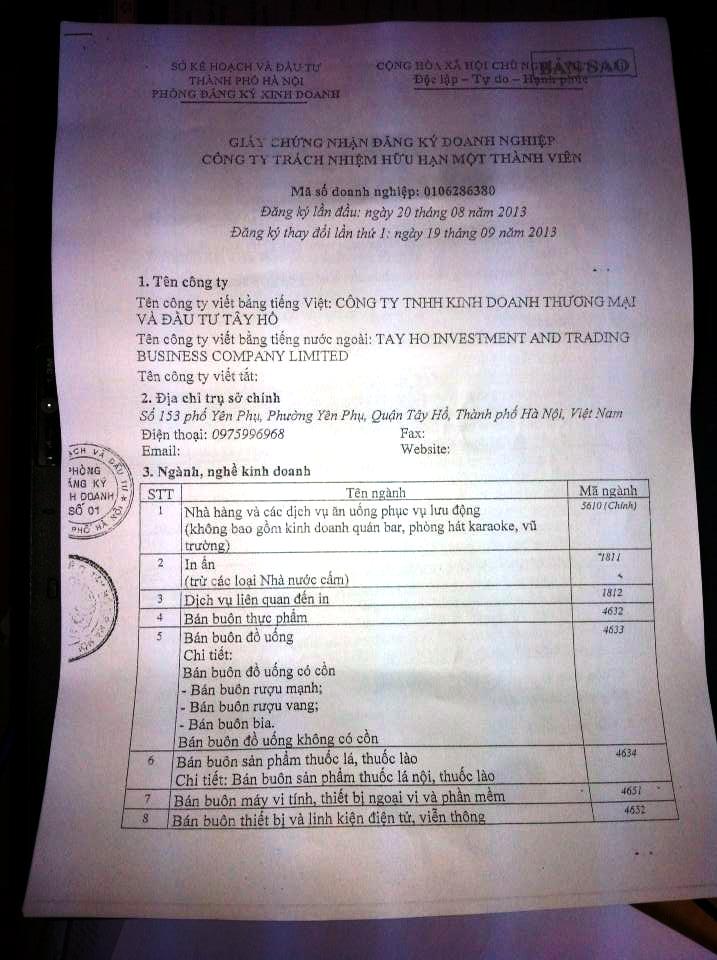 SỞ KẾ HOẠCH VÀ ĐẦU TƯ
THÀNH PHỐ HÀ NỘI
PHÒNG ĐĂNG KÝ KINH DOANH
CỘNG HÒA XÃ HỘI CHỦ NGHĨA
Độc lập – Tự do – Hạnh phúc
BẢN SAO
GIẤY CHỨNG NHẬN ĐĂNG KÝ DOANH NGHIỆP
CÔNG TY TRÁCH NHIỆM HỮU HẠN MỘT THÀNH VIÊN
Mã số doanh nghiệp: 0106286380
Đăng ký lần đầu: ngày 20 tháng 08 năm 2013
Đăng ký thay đổi lần thứ 1: ngày 19 tháng 09 năm 2013
1. Tên công ty
Tên công ty viết bằng tiếng Việt: CÔNG TY TNHH KINH DOANH THƯƠNG MẠI
VÀ ĐẦU TƯ TÂY HỒ
Tên công ty viết bằng tiếng nước ngoài: TAY HO INVESTMENT AND TRADING
BUSINESS COMPANY LIMITED
Tên công ty viết tắt:
2. Địa chỉ trụ sở chính
Số 153 phố Yên Phụ, Phường Yên Phụ, Quận Tây Hồ, Thành phố Hà Nội, Việt Nam
Điện thoại: 0975996968 Fax:
Email: Website:
3. Ngành, nghề kinh doanh
STT Tên ngành Mã ngành
1 Nhà hàng và các dịch vụ ăn uống phục vụ lưu động 5610 (Chính)
(không bao gồm kinh doanh quán bar, phòng hát karaoke, vũ
trường)
2 In ấn 1811
(trừ các loại Nhà nước cấm)
3 Dịch vụ liên quan đến in 1812
4 Bán buôn thực phẩm 4632
5 Bán buôn đồ uống 4633
Chi tiết:
Bán buôn đồ uống có cồn
- Bán buôn rượu mạnh;
- Bán buôn rượu vang;
- Bán buôn bia.
Bán buôn đồ uống không có cồn
6 Bán buôn sản phẩm thuốc lá, thuốc lào 4634
Chi tiết: Bán buôn sản phẩm thuốc lá nội, thuốc lào
7 Bán buôn máy vi tính, thiết bị ngoại vi và phần mềm 4651
8 Bán buôn thiết bị và linh kiện điện tử, viễn thông 4652
ẠCH VÀ ĐẦU TƯ
PHÒNG
ĂNG KÝ
H DOANH
SỐ 01
PHỐ HÀ